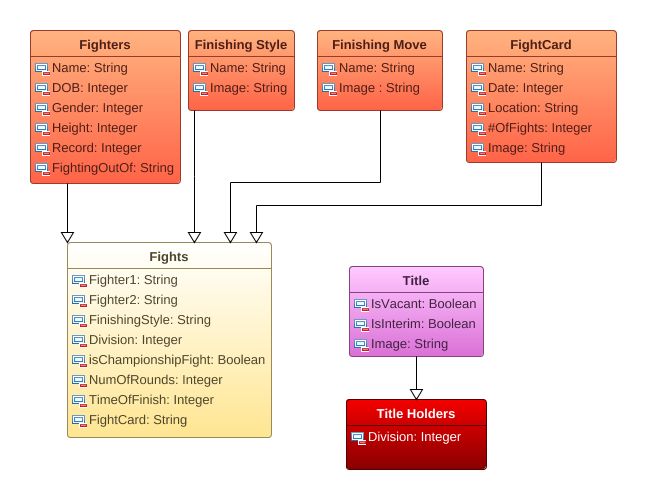 Fighters
Name: String
DOB: Integer
Gender: Integer
Height: Integer
Record: Integer
FightingOutOf: String
Finishing Style
Name: String
Image: String
Finishing Move
Name: String
Image : String
FightCard
Name: String
Date: Integer
Location: String
#OfFights: Integer
Image: String
Fights
Fighter1: String
Fighter2: String
FinishingStyle: String
Division: Integer
isChampionshipFight: Boolean
NumOfRounds: Integer
TimeOfFinish: Integer
FightCard: String
Title
IsVacant: Boolean
IsInterim: Boolean
Image: String
Title Holders
Division: Integer